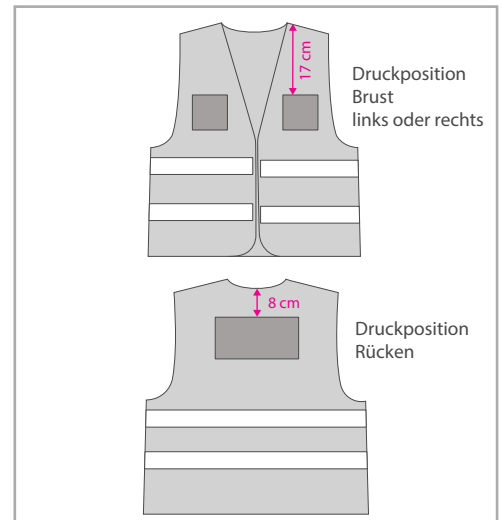 17 cm
Druckposition
Brust
links oder rechts
8 cm
Druckposition
Rücken